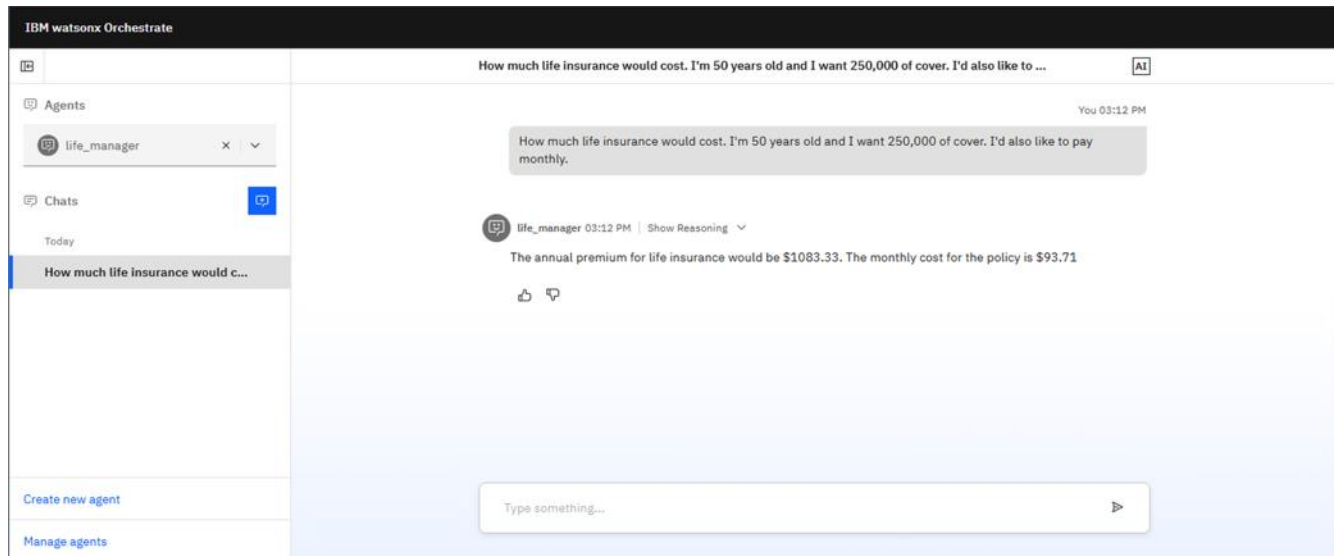 IBM watsonx Orchestrate
How much life insurance would cost. I'm 50 years old and I want 250,000 of cover. I'd also like to ...
AI
Agents
life_manager
Chats
Today
How much life insurance would c...
Create new agent
Manage agents
You 03:12 PM
How much life insurance would cost. I'm 50 years old and I want 250,000 of cover. I'd also like to pay
monthly.
life_manager 03:12 PM | Show Reasoning
The annual premium for life insurance would be $1083.33. The monthly cost for the policy is $93.71
Type something...